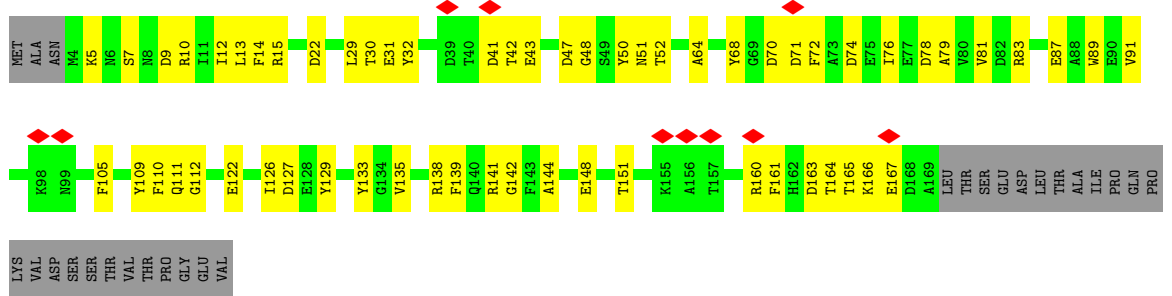 MET ALA ASN M4 K5 N6 S7 N8 D9 R10 I11 I12 L13 F14 R15 D22 L29 T30 E31 Y32 D39 T40 D41 T42 E43 D47 G48 S49 Y50 N51 T52 A64 Y68 G69 D70 D71 F72 A73 D74 E75 I76 E77 D78 A79 V80 V81 D82 R83 E87 A88 W89 E90 V91
K98 N99 F105 Y109 F110 Q111 G112 E122 I126 D127 E128 Y129 Y133 G134 V135 R138 F139 Q140 R141 G142 F143 A144 E148 T151 K155 A156 T157 R160 F161 H162 D163 T164 T165 K166 E167 D168 A169 LEU THR SER GLU ASP LEU THR ALA ILE PRO GLN PRO
LYS VAL ASP SER SER THR VAL THR PRO GLY GLU VAL